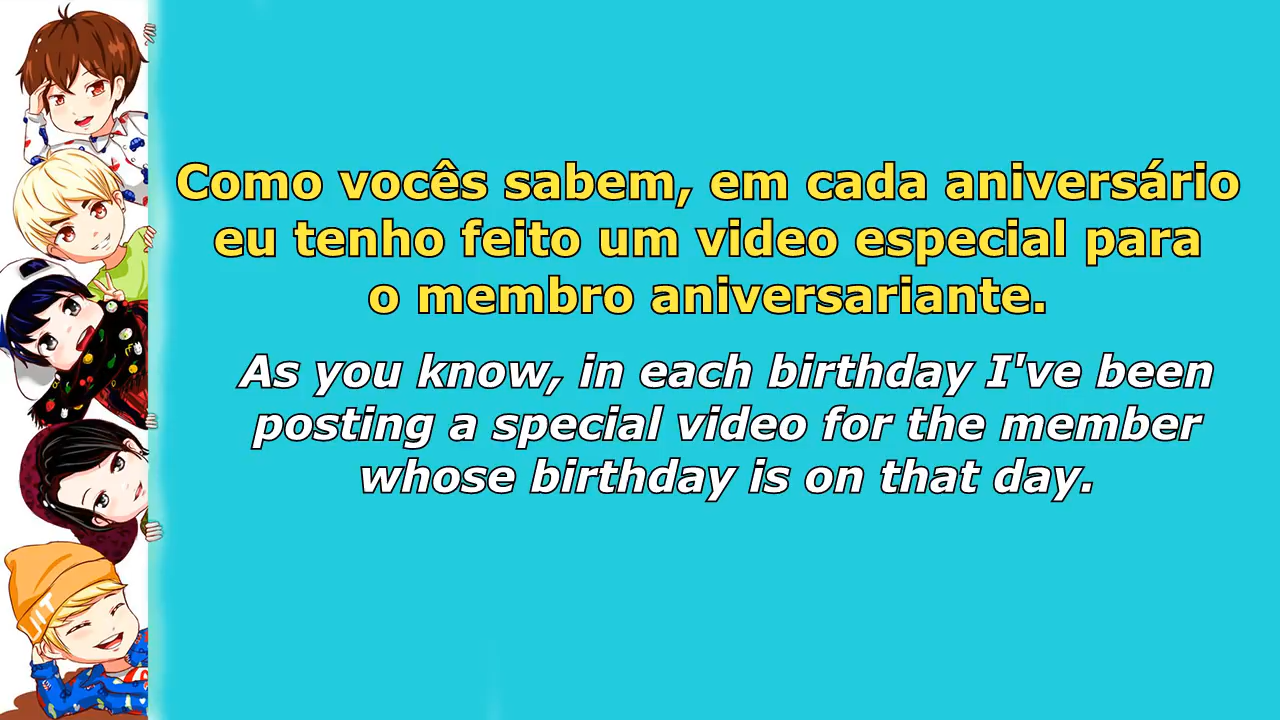 Como vocês sabem, em cada aniversário
eu tenho feito um video especial para
o membro aniversariante.
As you know, in each birthday I've been
posting a special video for the member
whose birthday is on that day.